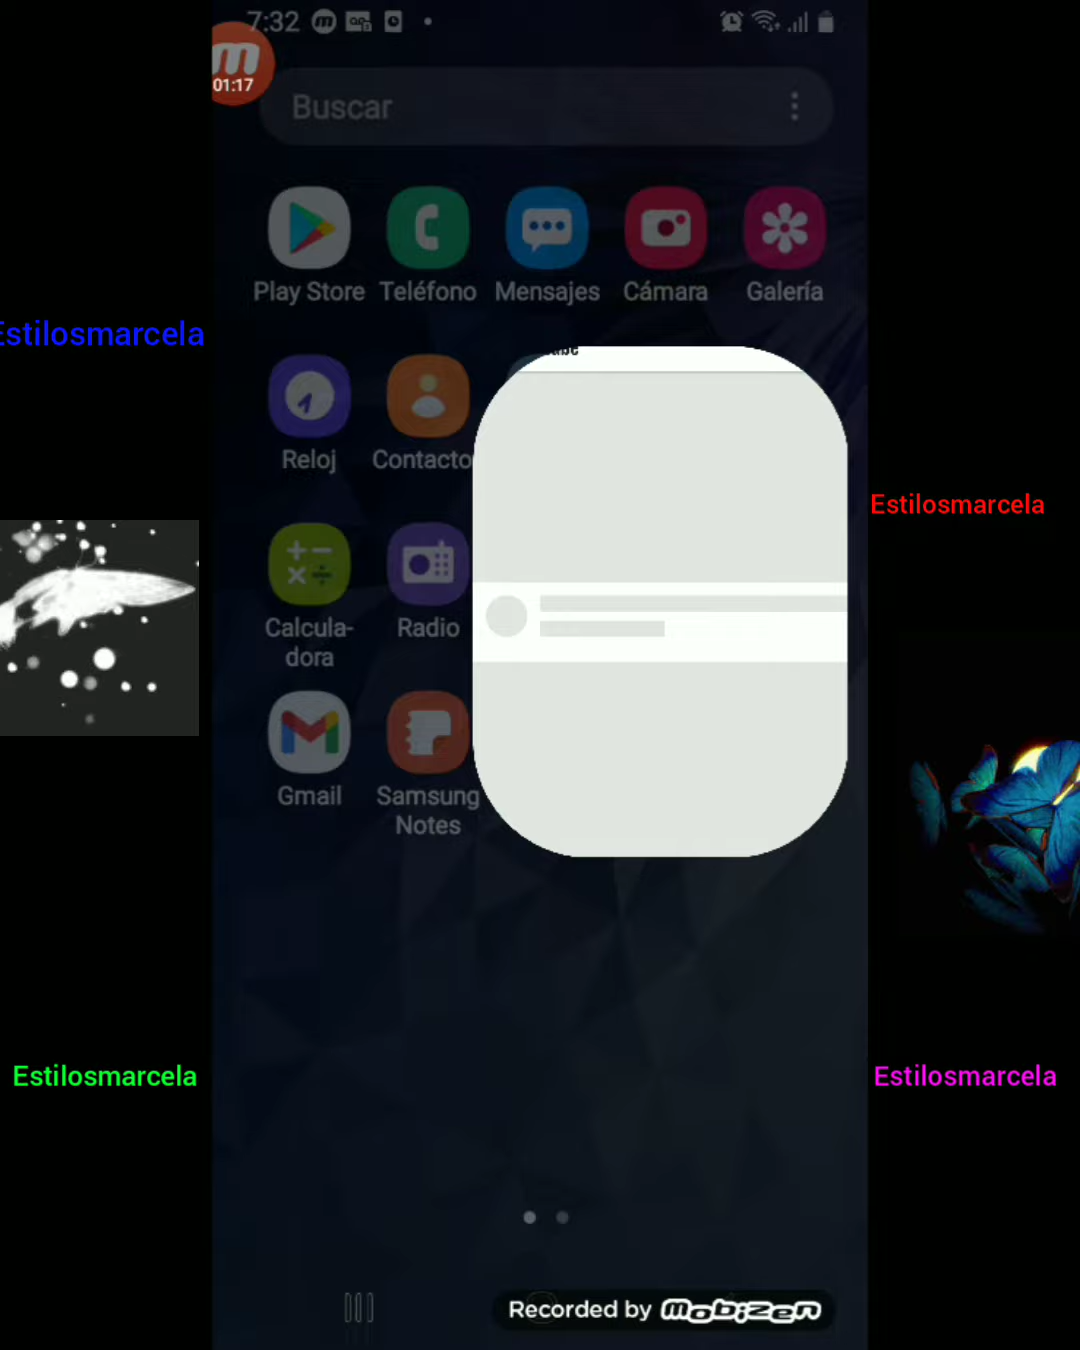 7:32
01:17
Buscar
Play Store
Teléfono
Mensajes
Cámara
Galería
Estilosmarcela
Reloj
Contacto
Estilosmarcela
Calcula-
dora
Radio
Gmail
Samsung
Notes
Estilosmarcela
Estilosmarcela
Recorded by mobizen